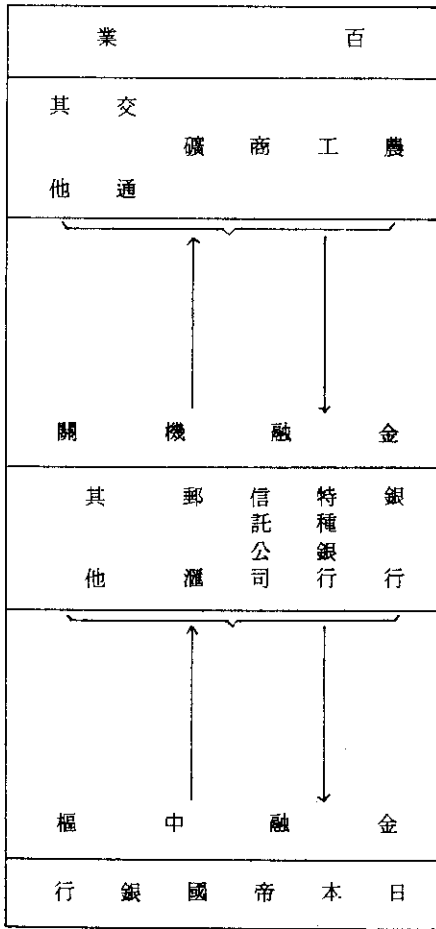 百業
農 工 商 礦 交通 其他
金融機關
銀行 特種銀行 信託公司 郵滙 其他
金融中樞
日本帝國銀行